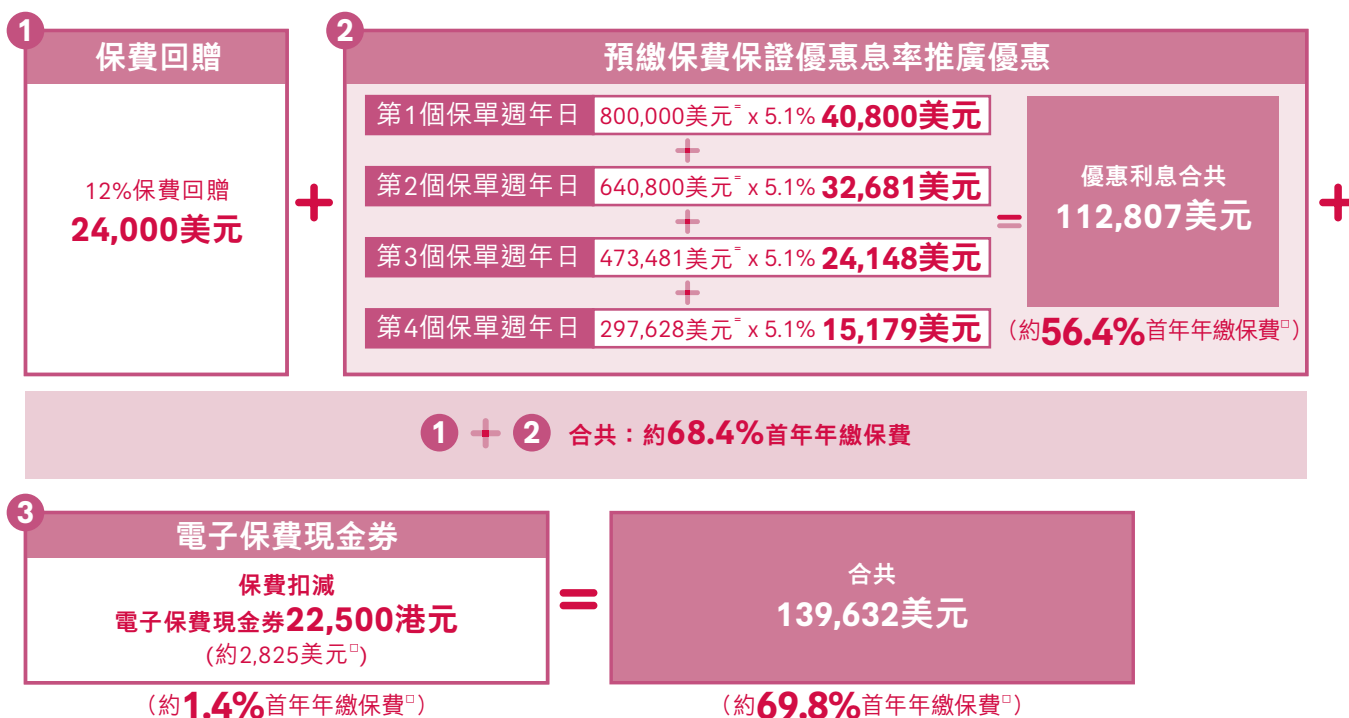 1
保費回贈
12%保費回贈
24,000美元
+
2
預繳保費保證優惠息率推廣優惠
第1個保單週年日 800,000美元⁼ x 5.1% 40,800美元
+
第2個保單週年日 640,800美元⁼ x 5.1% 32,681美元
+
第3個保單週年日 473,481美元⁼ x 5.1% 24,148美元
+
第4個保單週年日 297,628美元⁼ x 5.1% 15,179美元
=
優惠利息合共
112,807美元
(約56.4%首年年繳保費□)
+
1 + 2 合共：約68.4%首年年繳保費
3
電子保費現金券
保費扣減
電子保費現金券22,500港元
(約2,825美元□)
(約1.4%首年年繳保費□)
=
合共
139,632美元
(約69.8%首年年繳保費□)